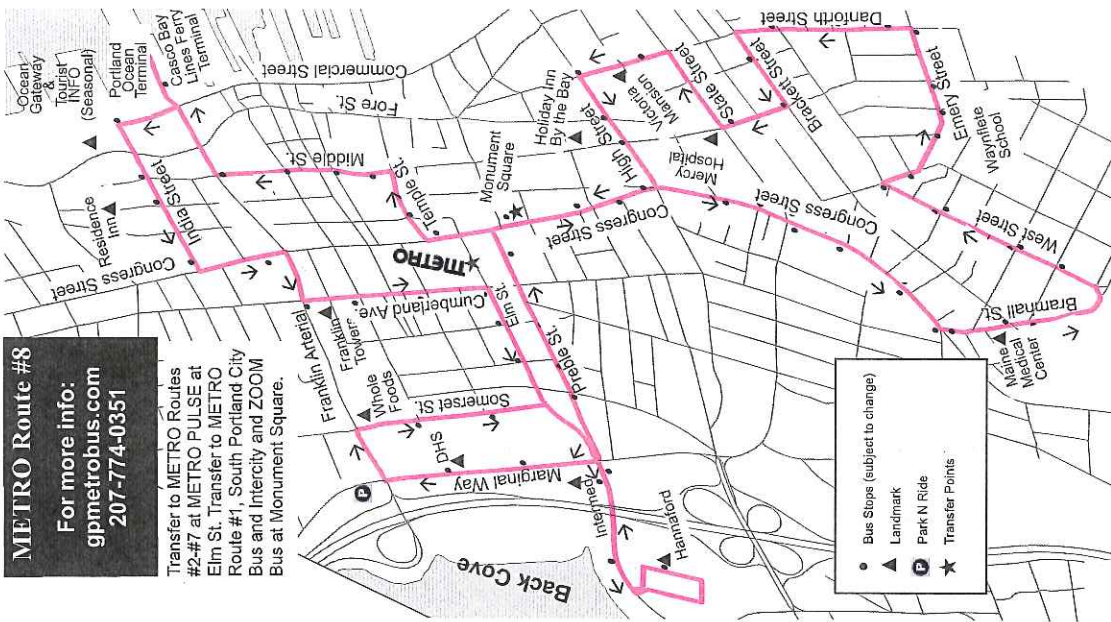 METRO Route #8
For more info:
gpmetrobus.com
207-774-0351
Transfer to METRO Routes
#2-#7 at METRO PULSE at
Elm St. Transfer to METRO
Route #1, South Portland City
Bus and Intercity and ZOOM
Bus at Monument Square.
Ocean
Gateway
&
Tourist
INFO
(Seasonal)
Portland
Ocean
Terminal
Casco Bay
Lines Ferry
Terminal
Commercial Street
Fore St.
Middle St.
India Street
Residence
Inn
Congress Street
Franklin Arterial
Franklin
Towers
Cumberland Ave.
METRO
Temple St.
Monument
Square
Elm St.
Preble St.
Whole
Foods
Somerset St.
DHS
Marginal Way
P
Intermed
Hannaford
Back Cove
Congress Street
High Street
Holiday Inn
By the Bay
Victoria
Mansion
State Street
State Street
Mercy
Hospital
Brackett Street
Danforth Street
Emery Street
Waynflete
School
Congress Street
West Street
Bramhall St.
Maine
Medical
Center
Bus Stops (subject to change)
Landmark
P Park N Ride
Transfer Points